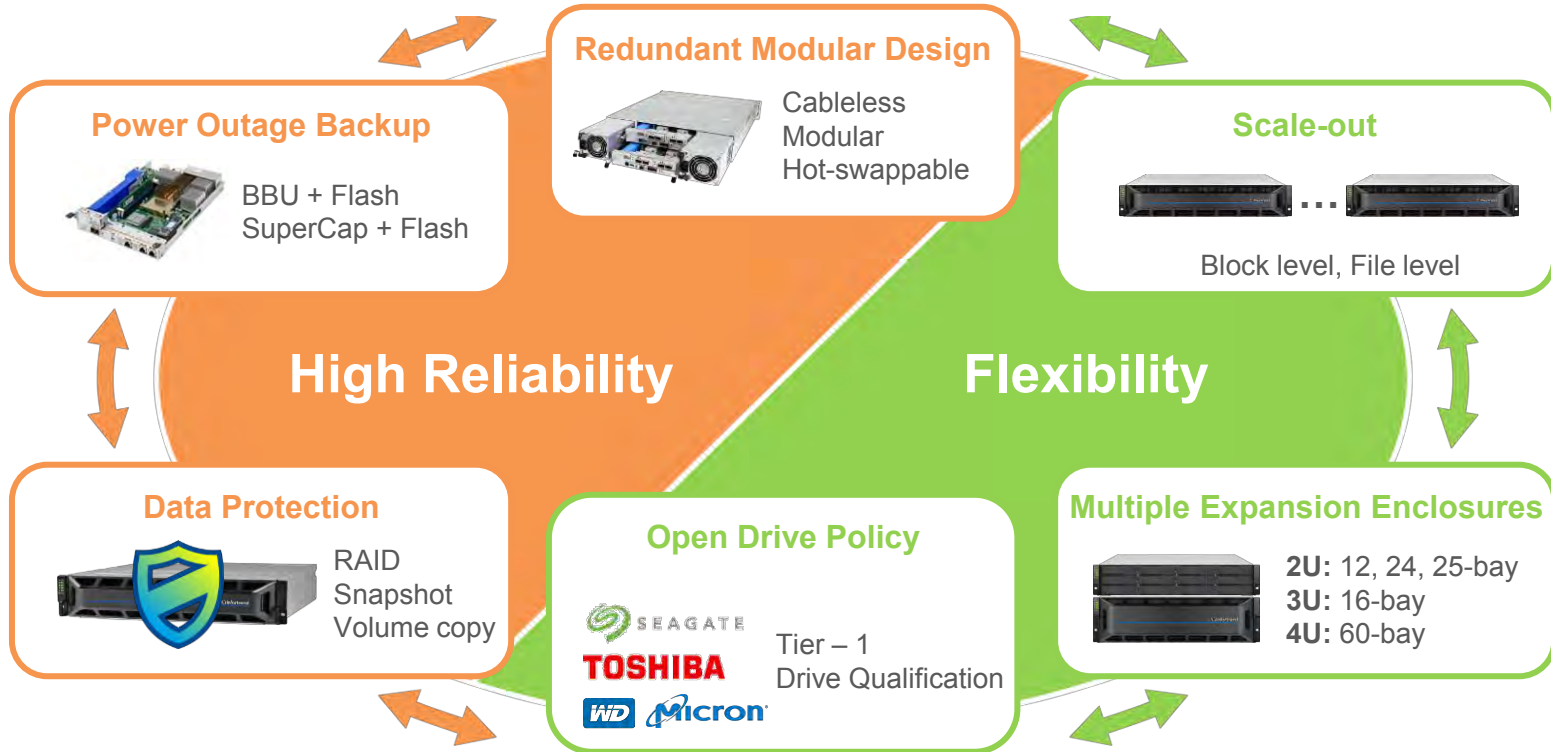 Redundant Modular Design
Cableless
Modular
Hot-swappable
Power Outage Backup
BBU + Flash
SuperCap + Flash
Scale-out
...
Block level, File level
High Reliability
Flexibility
Data Protection
RAID
Snapshot
Volume copy
Open Drive Policy
SEAGATE
TOSHIBA
WD Micron
Tier – 1
Drive Qualification
Multiple Expansion Enclosures
2U: 12, 24, 25-bay
3U: 16-bay
4U: 60-bay